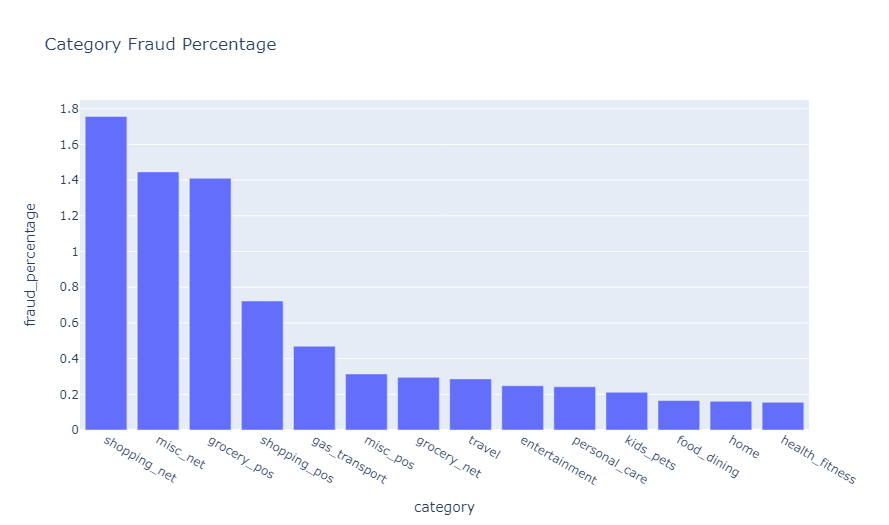 Category Fraud Percentage
fraud_percentage
1.8
1.6
1.4
1.2
1
0.8
0.6
0.4
0.2
0
shopping_net
misc_net
grocery_pos
shopping_pos
gas_transport
misc_pos
grocery_net
travel
entertainment
personal_care
kids_pets
food_dining
home
health_fitness
category